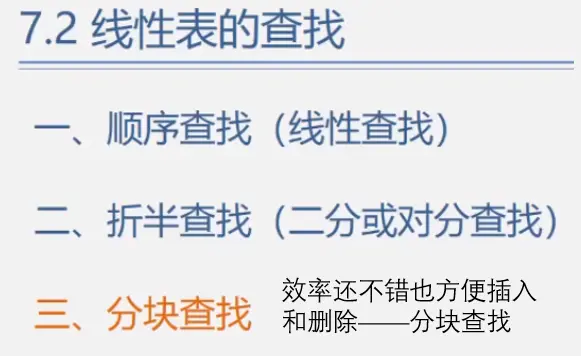 7.2 线性表的查找
一、顺序查找（线性查找）
二、折半查找（二分或对分查找）
三、分块查找
效率还不错也方便插入
和删除——分块查找